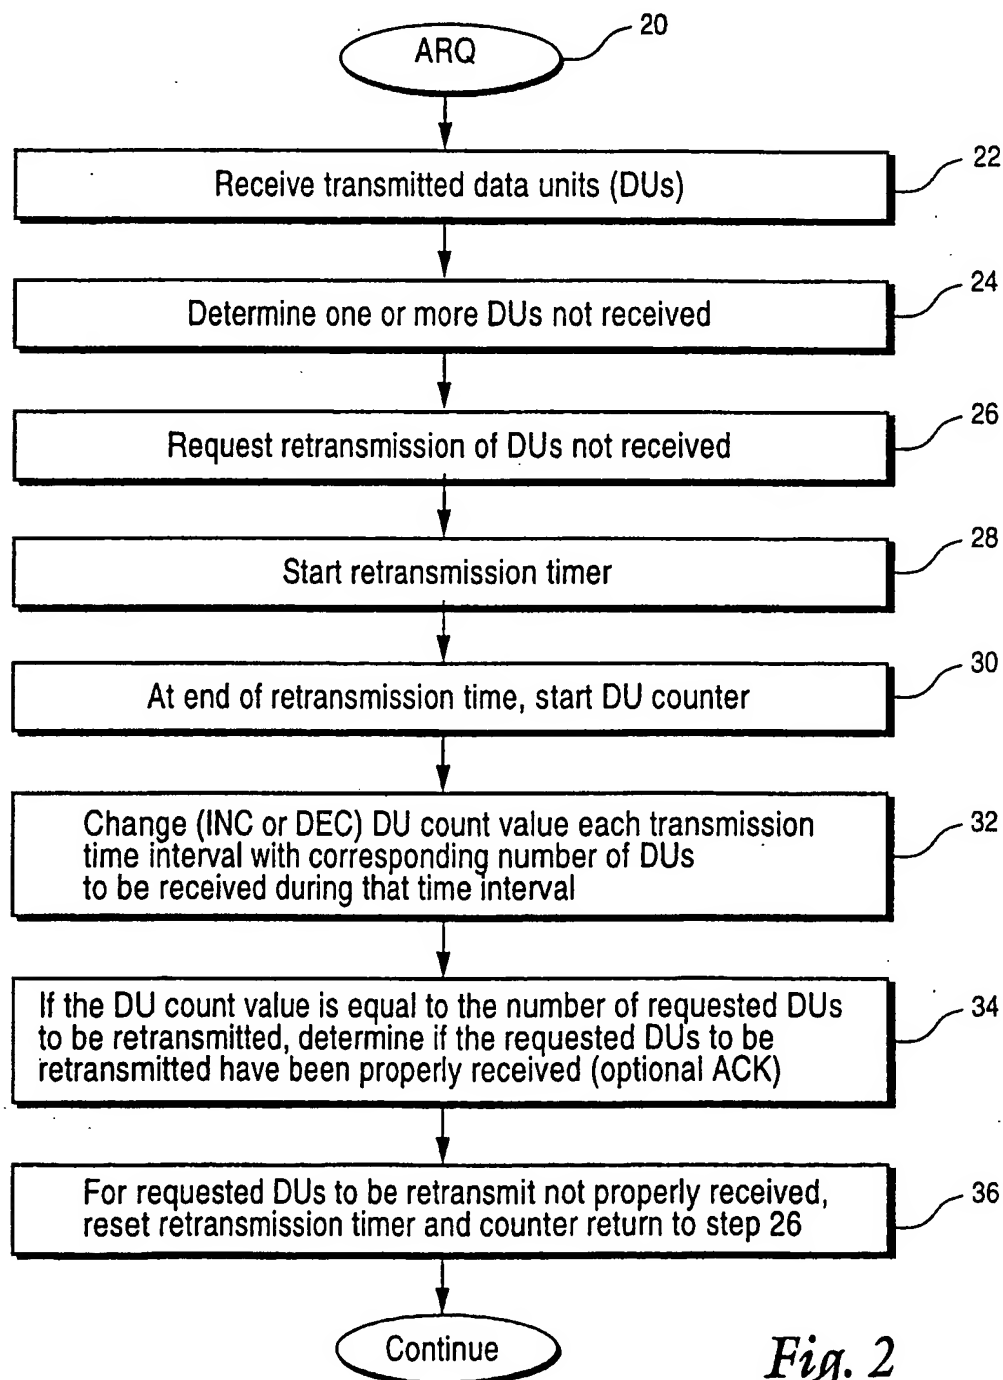 ARQ
20
Receive transmitted data units (DUs)
22
Determine one or more DUs not received
24
Request retransmission of DUs not received
26
Start retransmission timer
28
At end of retransmission time, start DU counter
30
Change (INC or DEC) DU count value each transmission
time interval with corresponding number of DUs
to be received during that time interval
32
If the DU count value is equal to the number of requested DUs
to be retransmitted, determine if the requested DUs to be
retransmitted have been properly received (optional ACK)
34
For requested DUs to be retransmit not properly received,
reset retransmission timer and counter return to step 26
36
Continue
Fig. 2